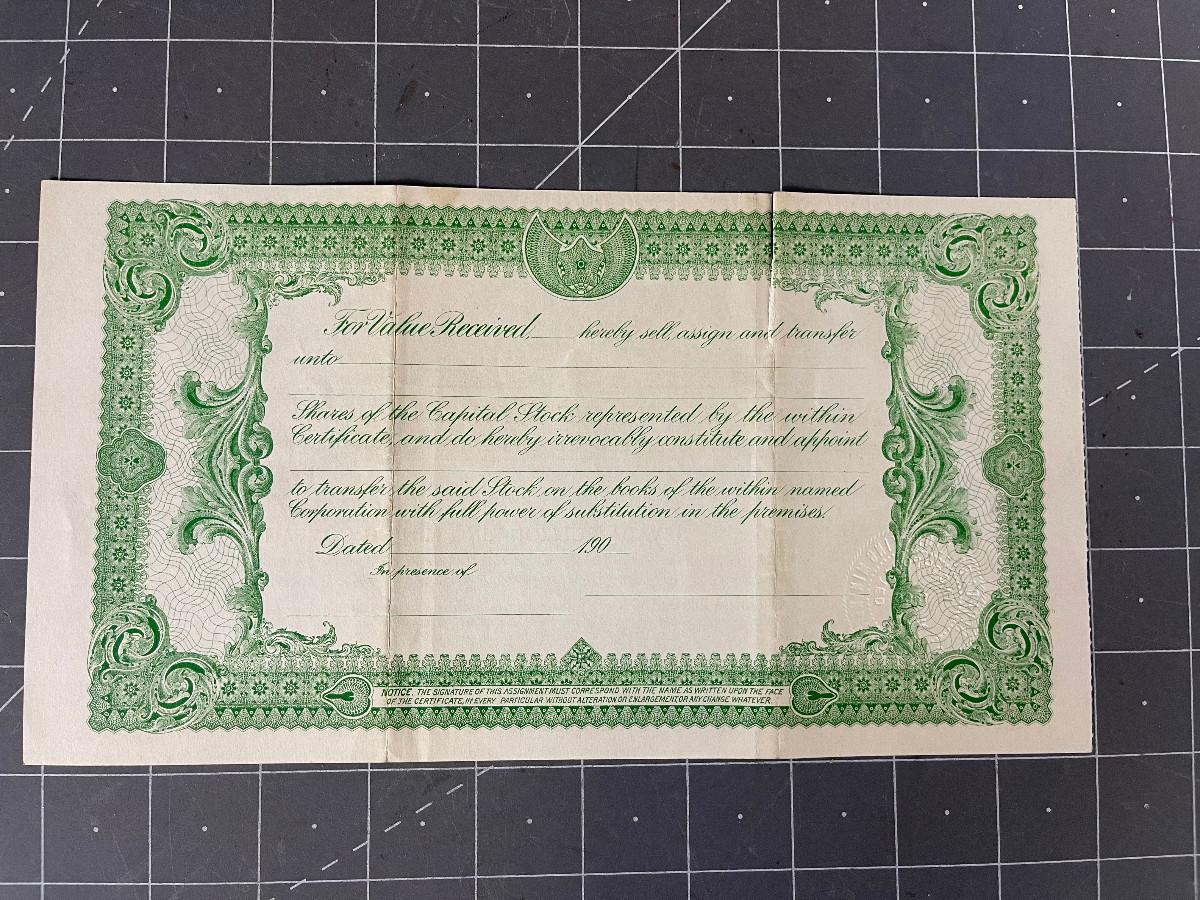 For Value Received, hereby sell, assign and transfer
unto
Shares of the Capital Stock represented by the within
Certificate, and do hereby irrevocably constitute and appoint
to transfer the said Stock on the books of the within named
Corporation with full power of substitution in the premises.
Dated 190
In presence of
NOTICE. THE SIGNATURE OF THIS ASSIGNMENT MUST CORRESPOND WITH THE NAME AS WRITTEN UPON THE FACE
OF THE CERTIFICATE, IN EVERY PARTICULAR WITHOUT ALTERATION OR ENLARGEMENT, OR ANY CHANGE WHATEVER.